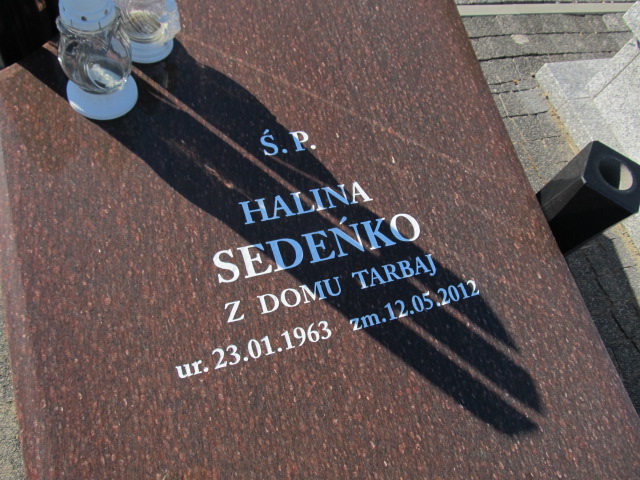 Ś.P.
HALINA
SEDEŃKO
Z DOMU TARBAJ
ur. 23.01.1963 zm.12.05.2012